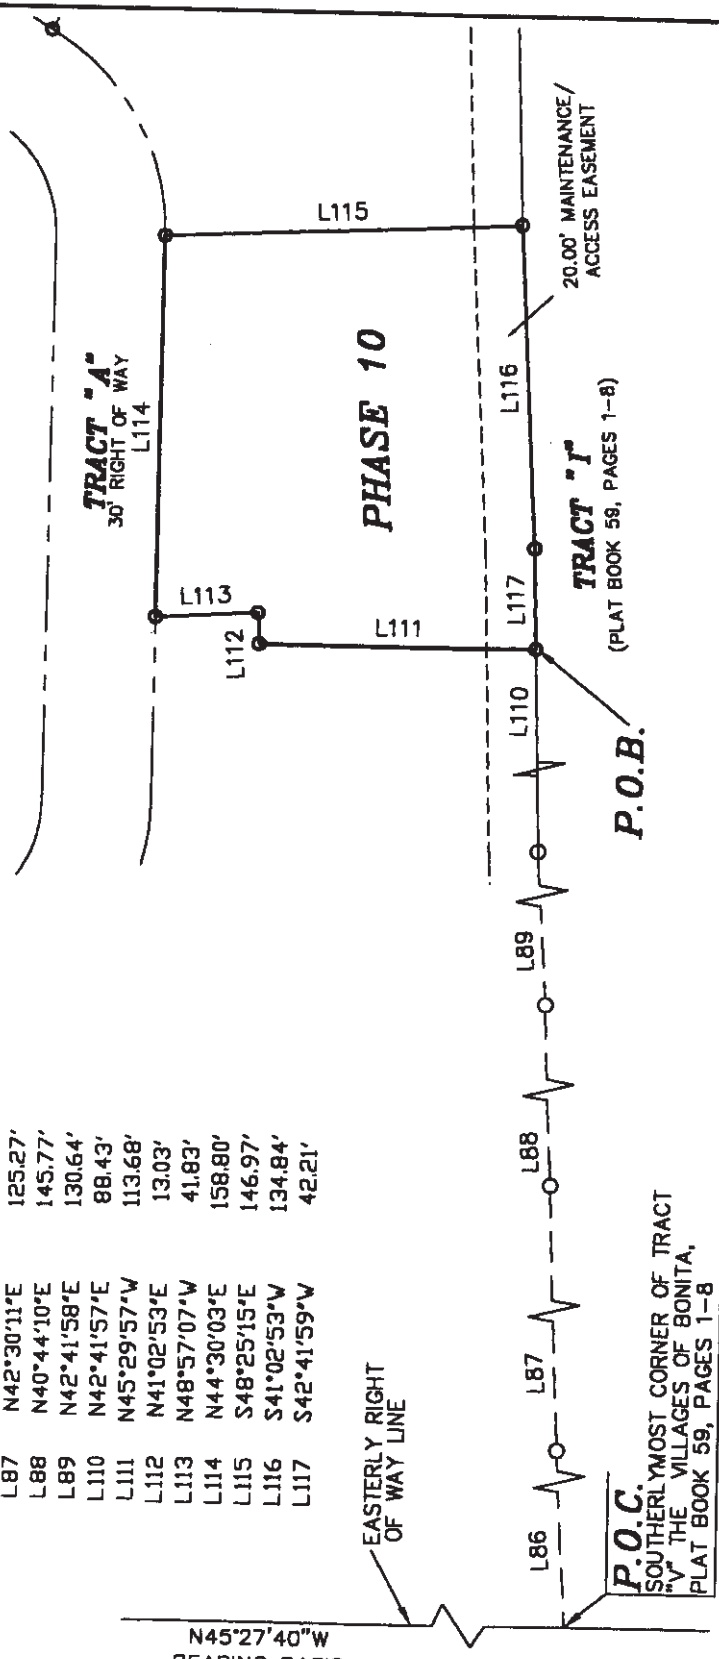 L87 N42°30'11"E 125.27'
L88 N40°44'10"E 145.77'
L89 N42°41'58"E 130.64'
L110 N42°41'57"E 88.43'
L111 N45°29'57"W 113.68'
L112 N41°02'53"E 13.03'
L113 N48°57'07"W 41.83'
L114 N44°30'03"E 158.80'
L115 S48°25'15"E 146.97'
L116 S41°02'53"W 134.84'
L117 S42°41'59"W 42.21'
TRACT "A"
30' RIGHT OF WAY
L114
L115
L113
L112
L111
PHASE 10
20.00' MAINTENANCE/
ACCESS EASEMENT
L116
L117
L110
TRACT "I"
(PLAT BOOK 59, PAGES 1-8)
P.O.B.
L89
L88
L87
L86
EASTERLY RIGHT
OF WAY LINE
P.O.C.
SOUTHERLYMOST CORNER OF TRACT
"V" THE VILLAGES OF BONITA,
PLAT BOOK 59, PAGES 1-8
N45°27'40"W
BEARING BASIS